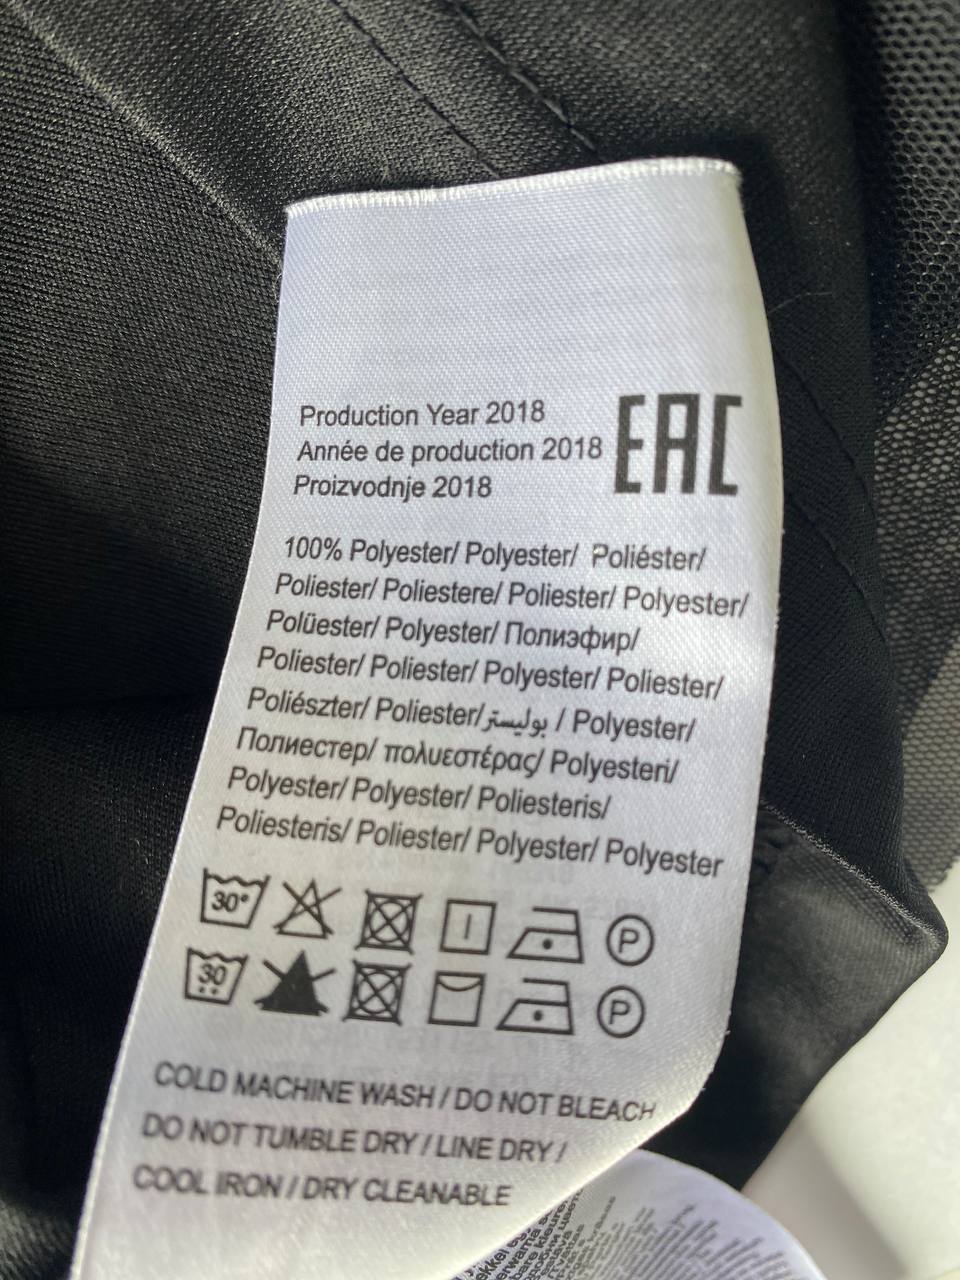 Production Year 2018
Année de production 2018
Proizvodnje 2018
EAC
100% Polyester/ Polyester/ Poliéster/
Poliester/ Poliestere/ Poliester/ Polyester/
Polüester/ Polyester/ Полиэфир/
Poliester/ Poliester/ Polyester/ Poliester/
Poliészter/ Poliester/ بوليستر / Polyester/
Полиестер/ πολυεστέρας/ Polyesteri/
Polyester/ Polyester/ Poliesteris/
Poliesteris/ Poliester/ Polyester/ Polyester
30° P
30 P
COLD MACHINE WASH / DO NOT BLEACH
DO NOT TUMBLE DRY / LINE DRY /
COOL IRON / DRY CLEANABLE